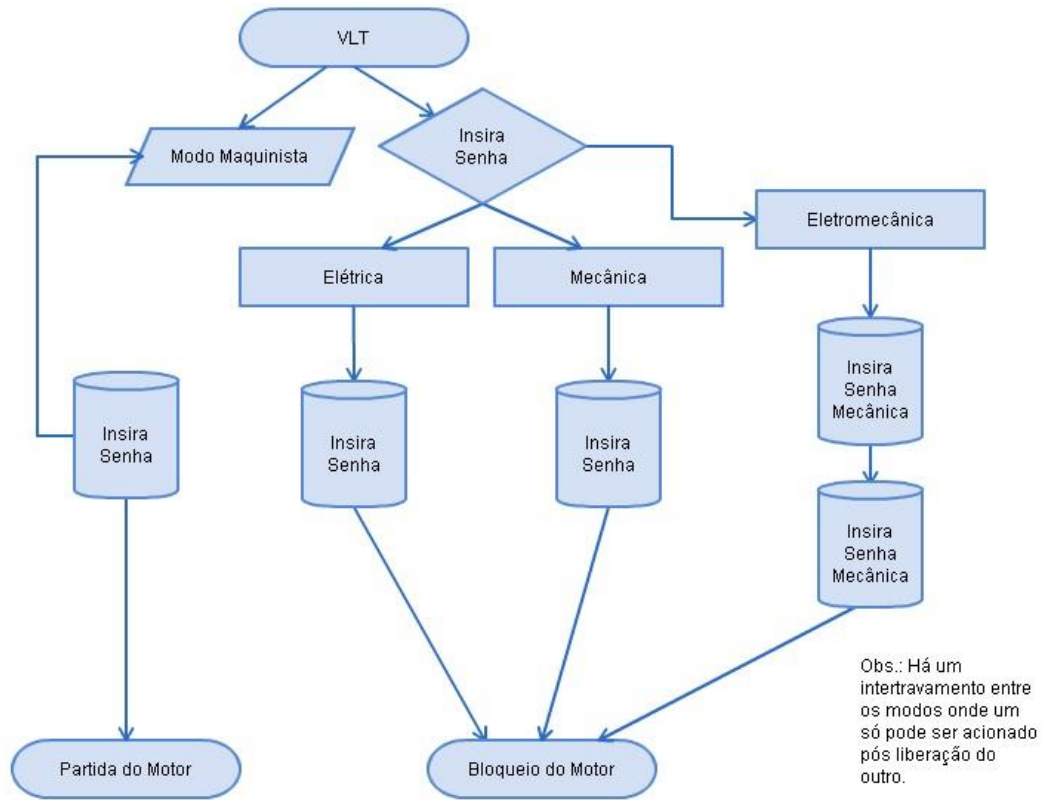 VLT
Modo Maquinista
Insira
Senha
Eletromecânica
Elétrica
Mecânica
Insira
Senha
Mecânica
Insira
Senha
Insira
Senha
Insira
Senha
Insira
Senha
Mecânica
Partida do Motor
Bloqueio do Motor
Obs.: Há um
intertravamento entre
os modos onde um
só pode ser acionado
pós liberação do
outro.